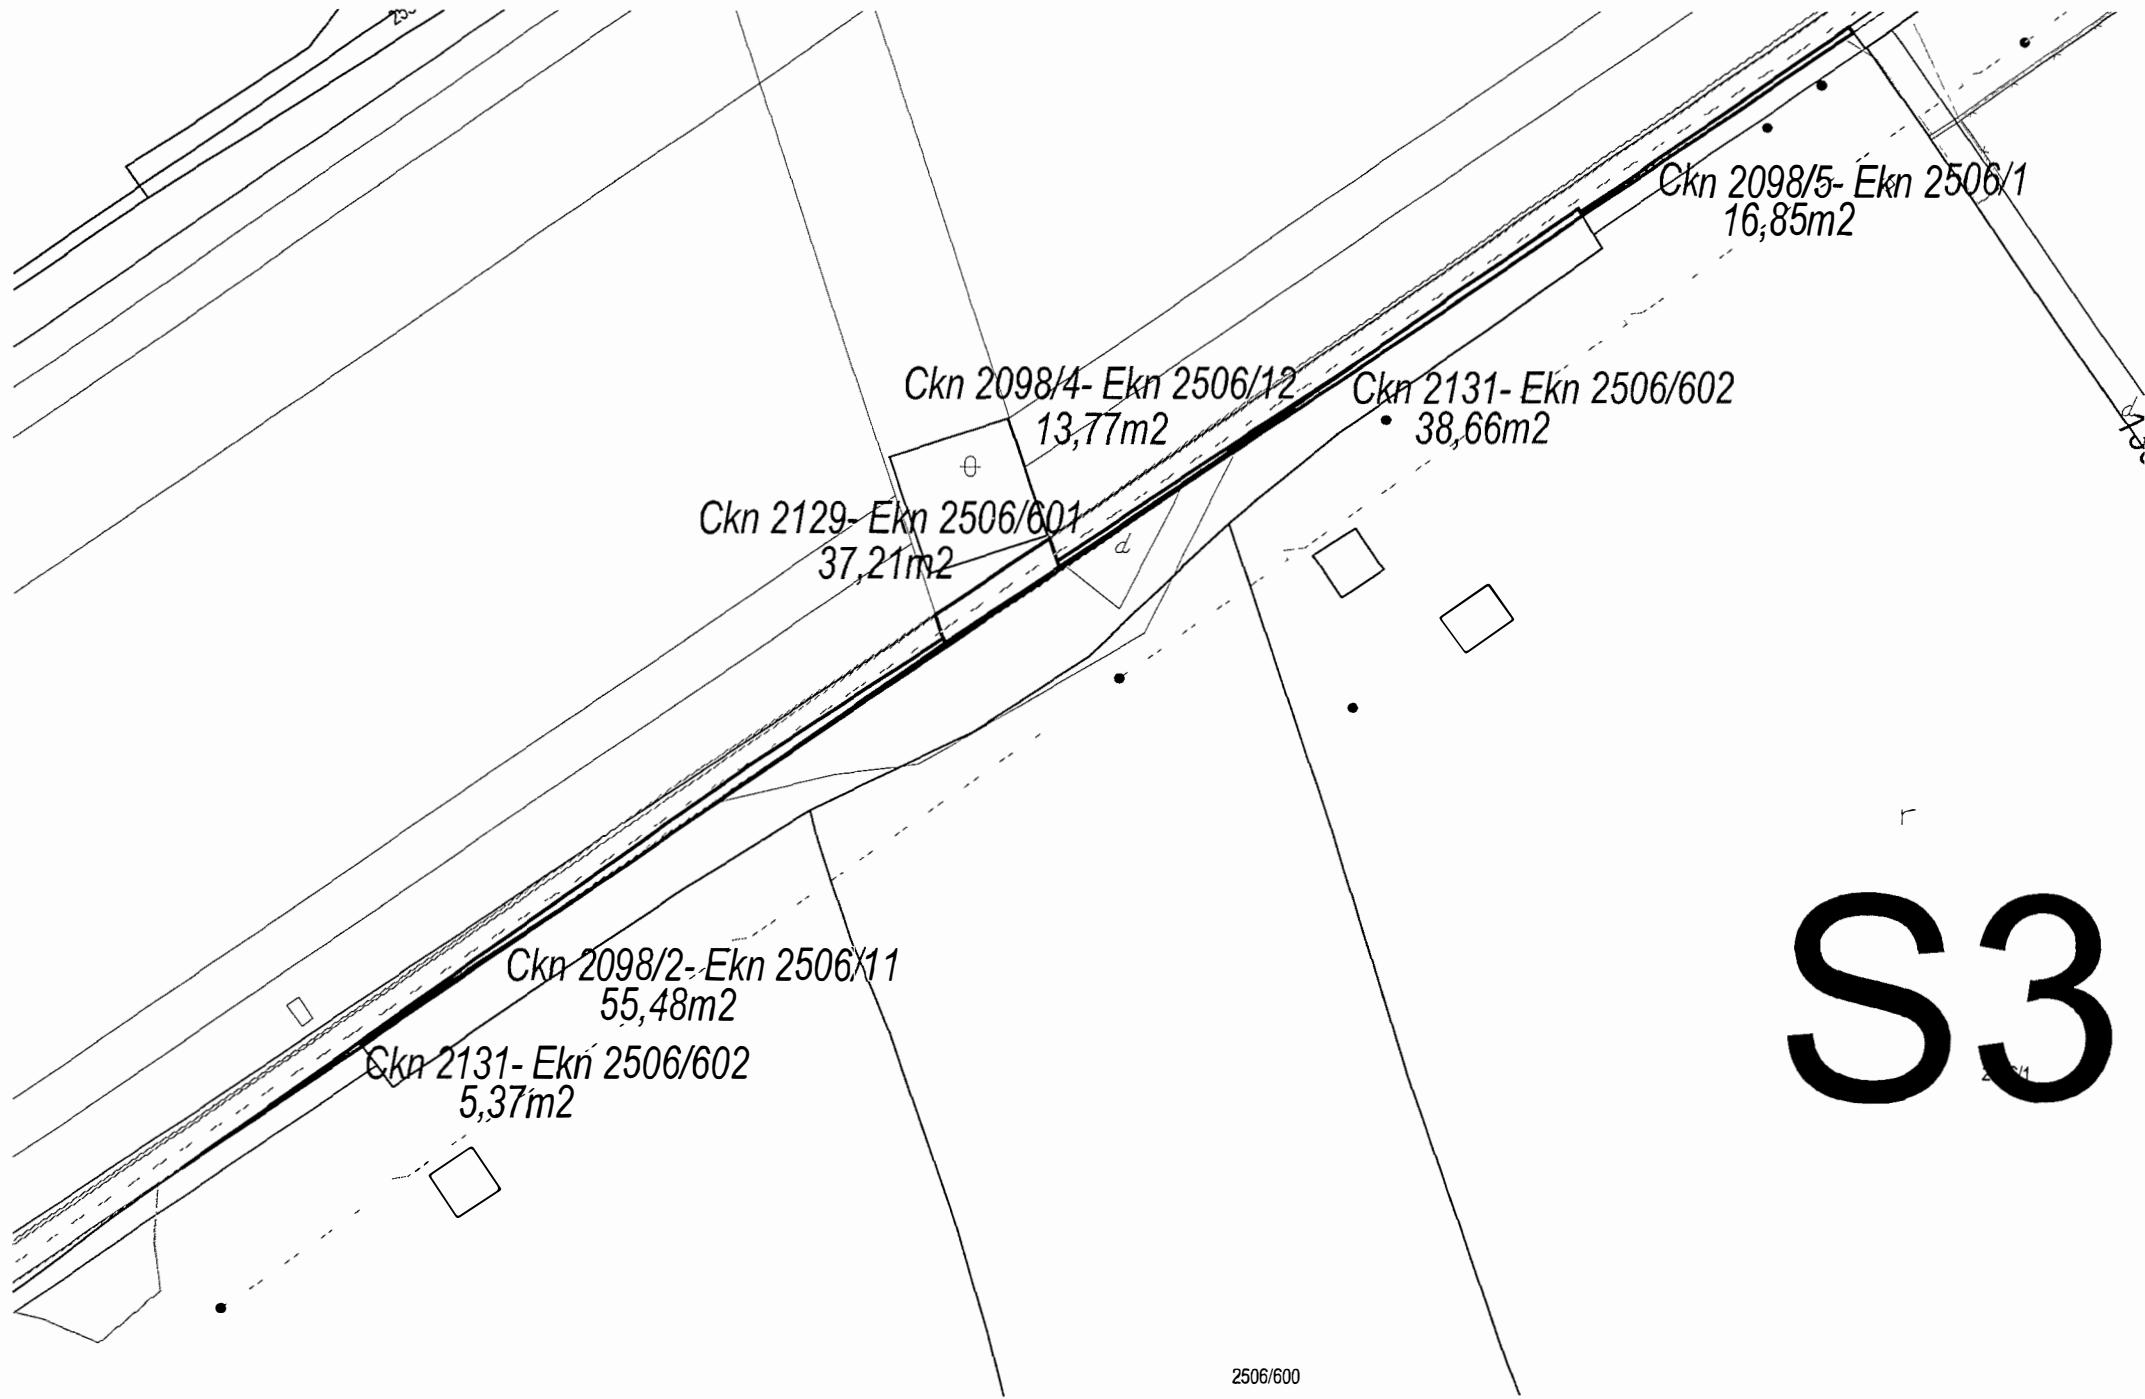 Ckn 2098/5- Ekn 2506/1
16,85m2
Ckn 2098/4- Ekn 2506/12
13,77m2
Ckn 2131- Ekn 2506/602
38,66m2
d
Ckn 2129- Ekn 2506/601
37,21m2
d
r
S3
Ckn 2098/2- Ekn 2506/11
55,48m2
Ckn 2131- Ekn 2506/602
5,37m2
2506/600